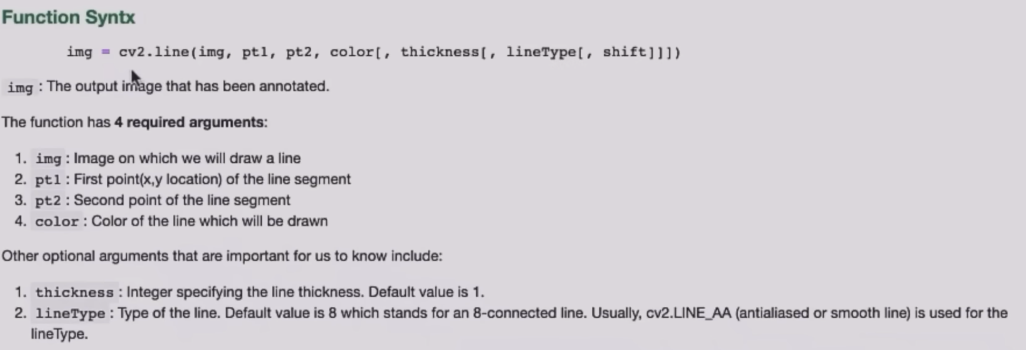 Function Syntx
img = cv2.line(img, pt1, pt2, color[, thickness[, lineType[, shift]]])
img : The output image that has been annotated.
The function has 4 required arguments:
1. img : Image on which we will draw a line
2. pt1 : First point(x,y location) of the line segment
3. pt2 : Second point of the line segment
4. color : Color of the line which will be drawn
Other optional arguments that are important for us to know include:
1. thickness : Integer specifying the line thickness. Default value is 1.
2. lineType : Type of the line. Default value is 8 which stands for an 8-connected line. Usually, cv2.LINE_AA (antialiased or smooth line) is used for the
lineType.